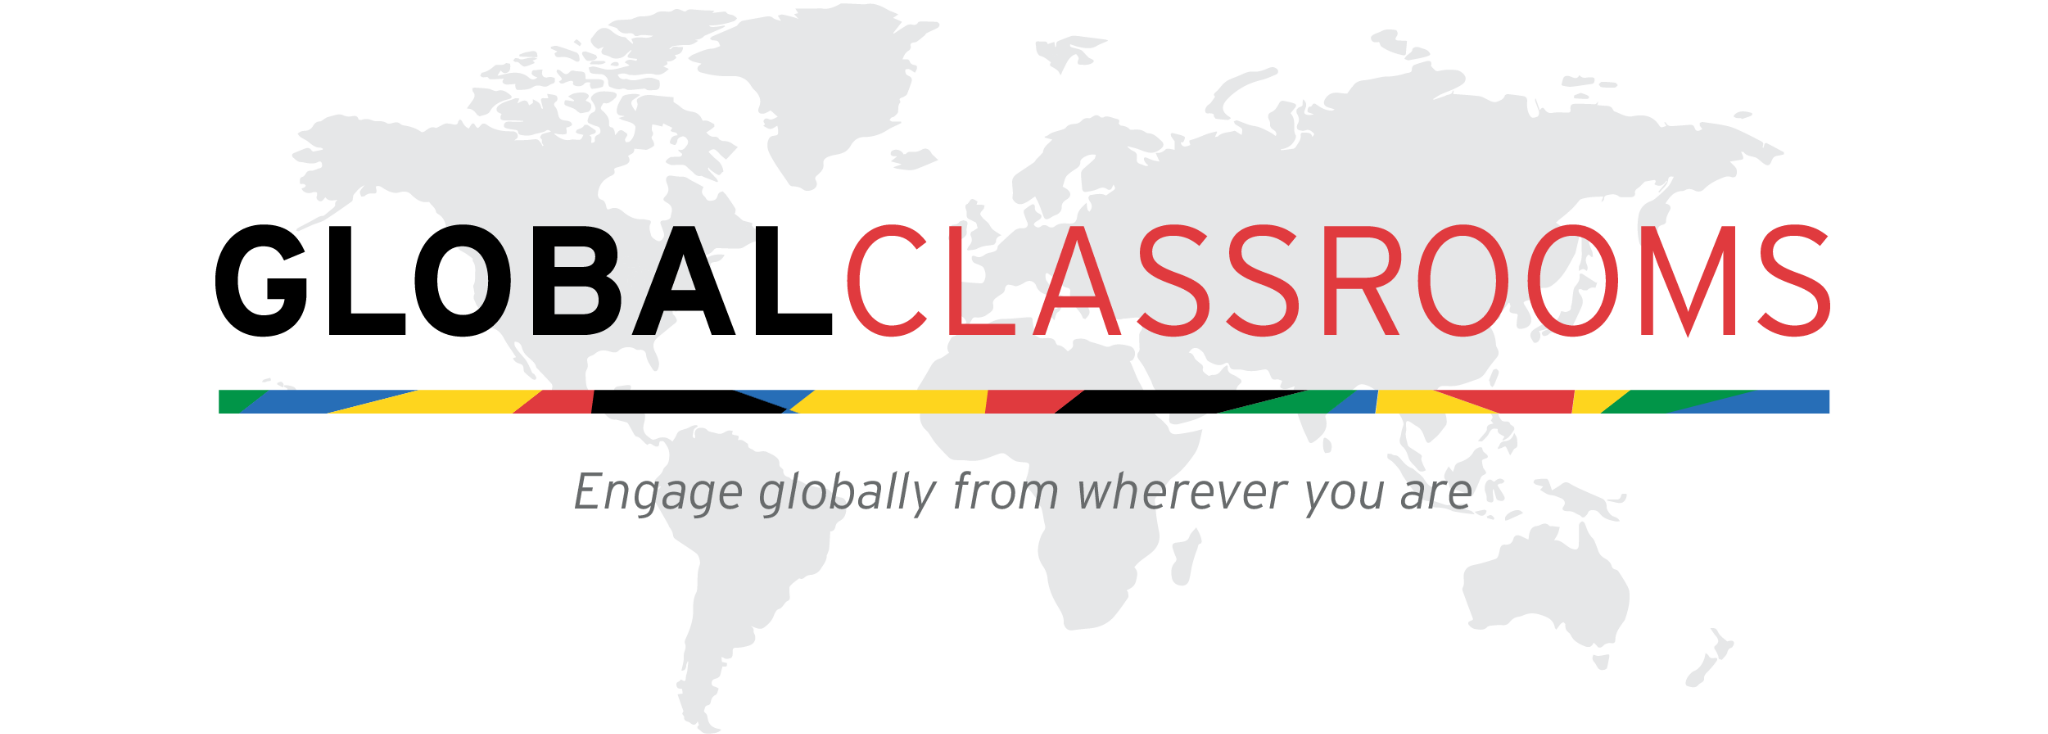 GLOBALCLASSROOMS
Engage globally from wherever you are